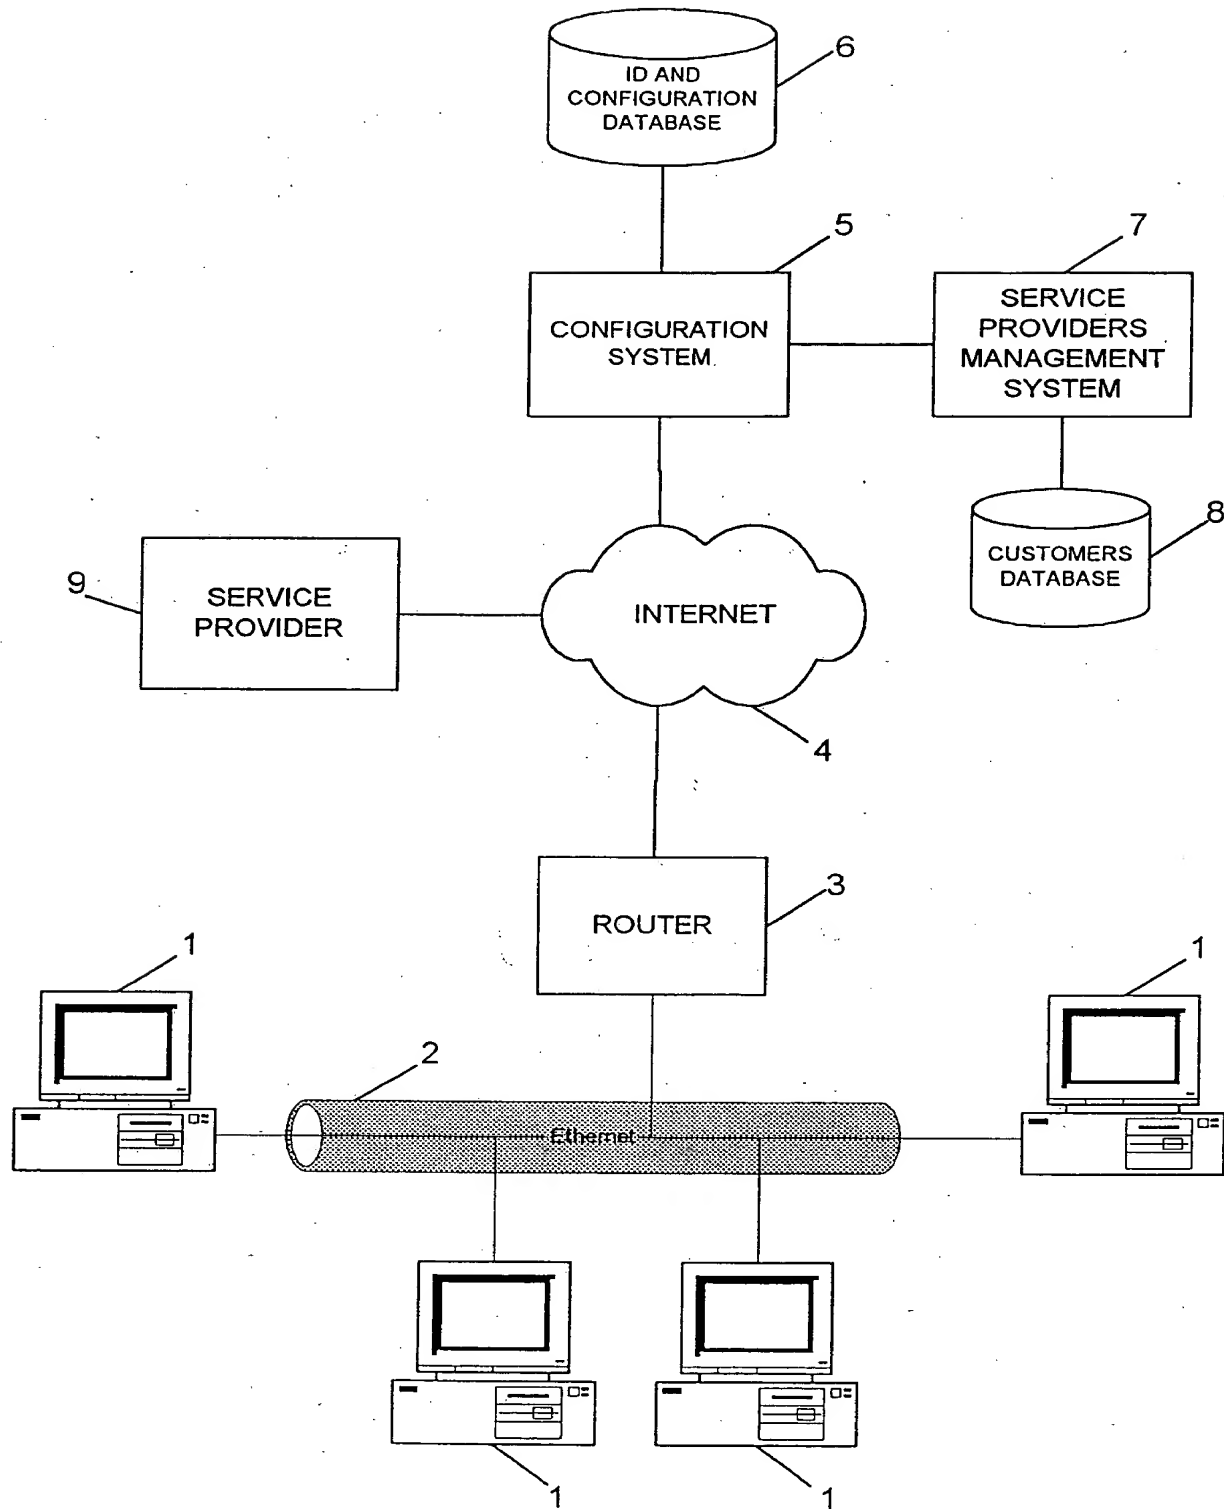 6
ID AND
CONFIGURATION
DATABASE
5
7
CONFIGURATION
SYSTEM
SERVICE
PROVIDERS
MANAGEMENT
SYSTEM
8
CUSTOMERS
DATABASE
9
SERVICE
PROVIDER
INTERNET
4
3
ROUTER
1
1
2
Ethernet
1
1